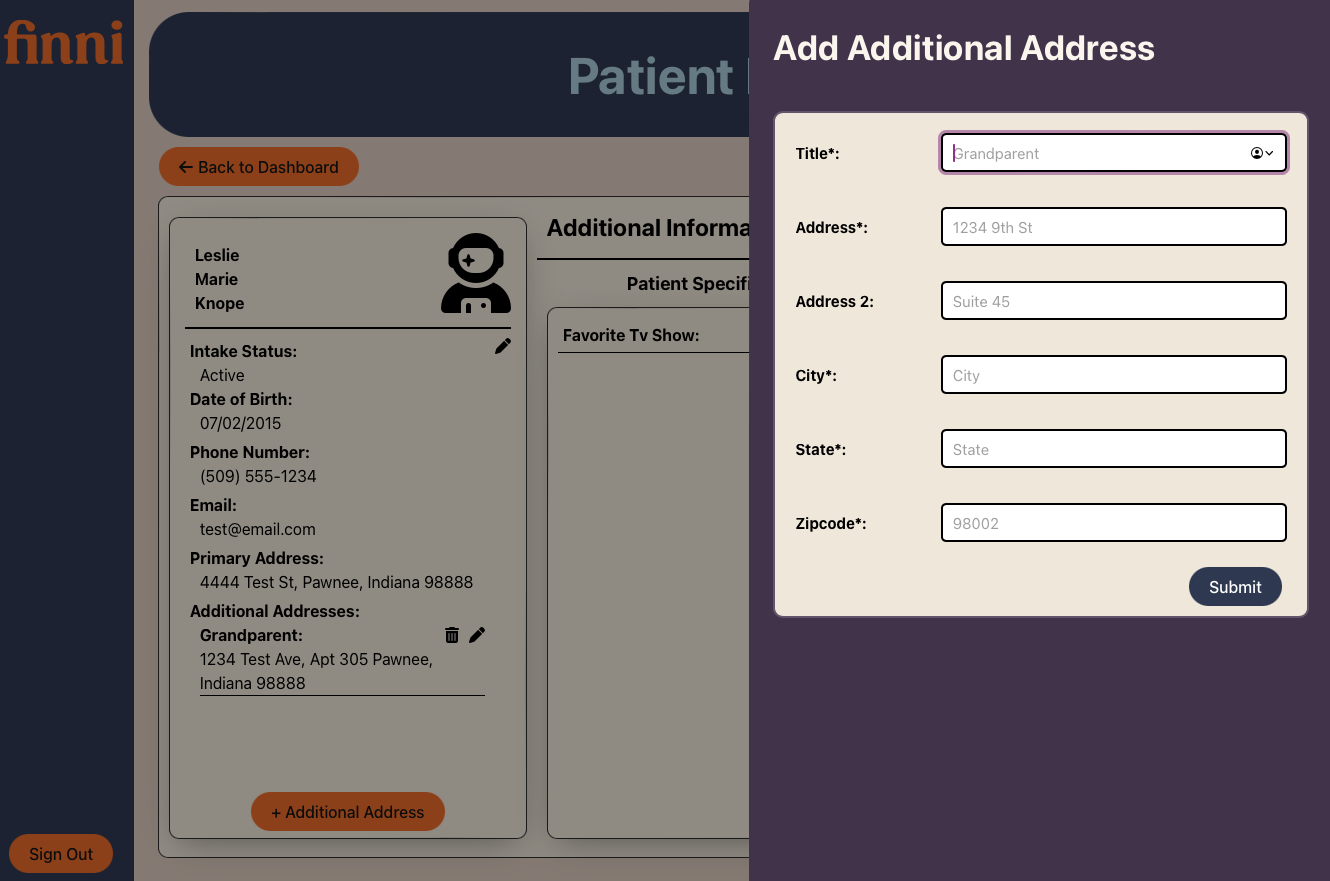 finni
Patient
← Back to Dashboard
Leslie
Marie
Knope
Intake Status:
Active
Date of Birth:
07/02/2015
Phone Number:
(509) 555-1234
Email:
test@email.com
Primary Address:
4444 Test St, Pawnee, Indiana 98888
Additional Addresses:
Grandparent:
1234 Test Ave, Apt 305 Pawnee,
Indiana 98888
+ Additional Address
Sign Out
Additional Informa
Patient Specifi
Favorite Tv Show:
Add Additional Address
Title*:
Grandparent
Address*:
1234 9th St
Address 2:
Suite 45
City*:
City
State*:
State
Zipcode*:
98002
Submit